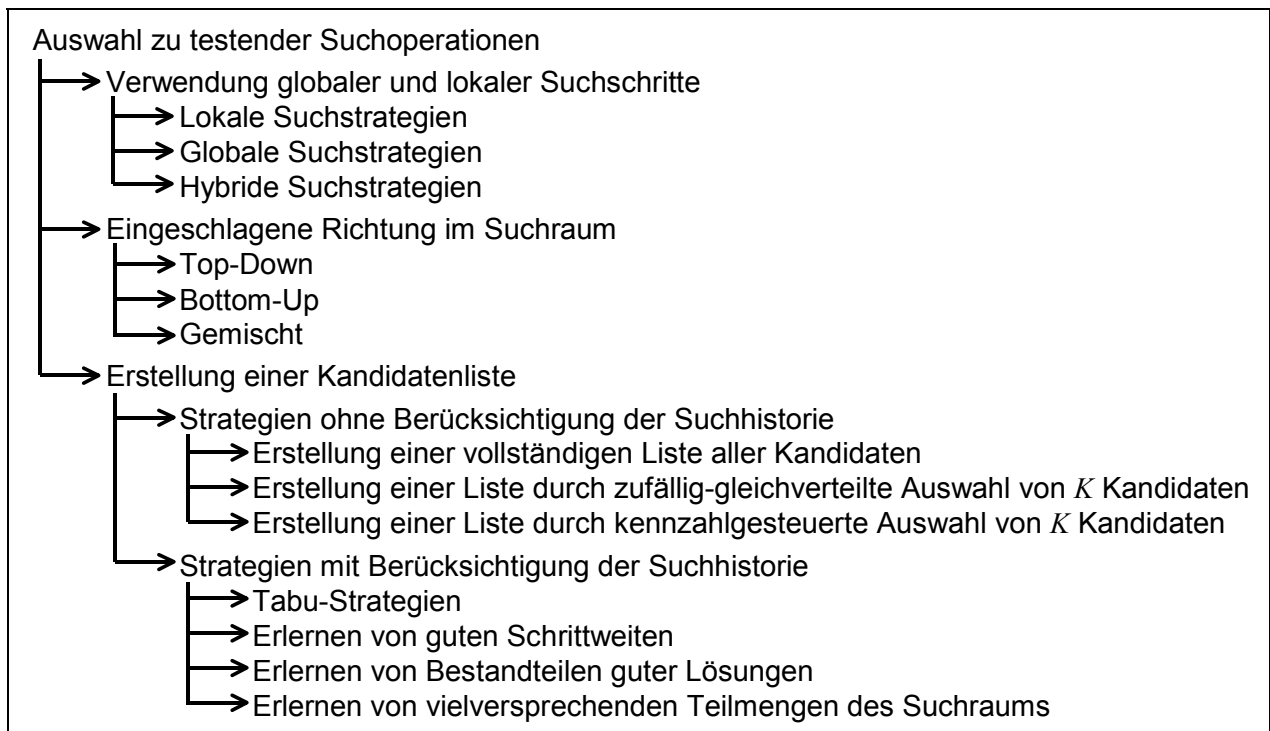 Auswahl zu testender Suchoperationen
Verwendung globaler und lokaler Suchschritte
Lokale Suchstrategien
Globale Suchstrategien
Hybride Suchstrategien
Eingeschlagene Richtung im Suchraum
Top-Down
Bottom-Up
Gemischt
Erstellung einer Kandidatenliste
Strategien ohne Berücksichtigung der Suchhistorie
Erstellung einer vollständigen Liste aller Kandidaten
Erstellung einer Liste durch zufällig-gleichverteilte Auswahl von K Kandidaten
Erstellung einer Liste durch kennzahlgesteuerte Auswahl von K Kandidaten
Strategien mit Berücksichtigung der Suchhistorie
Tabu-Strategien
Erlernen von guten Schrittweiten
Erlernen von Bestandteilen guter Lösungen
Erlernen von vielversprechenden Teilmengen des Suchraums